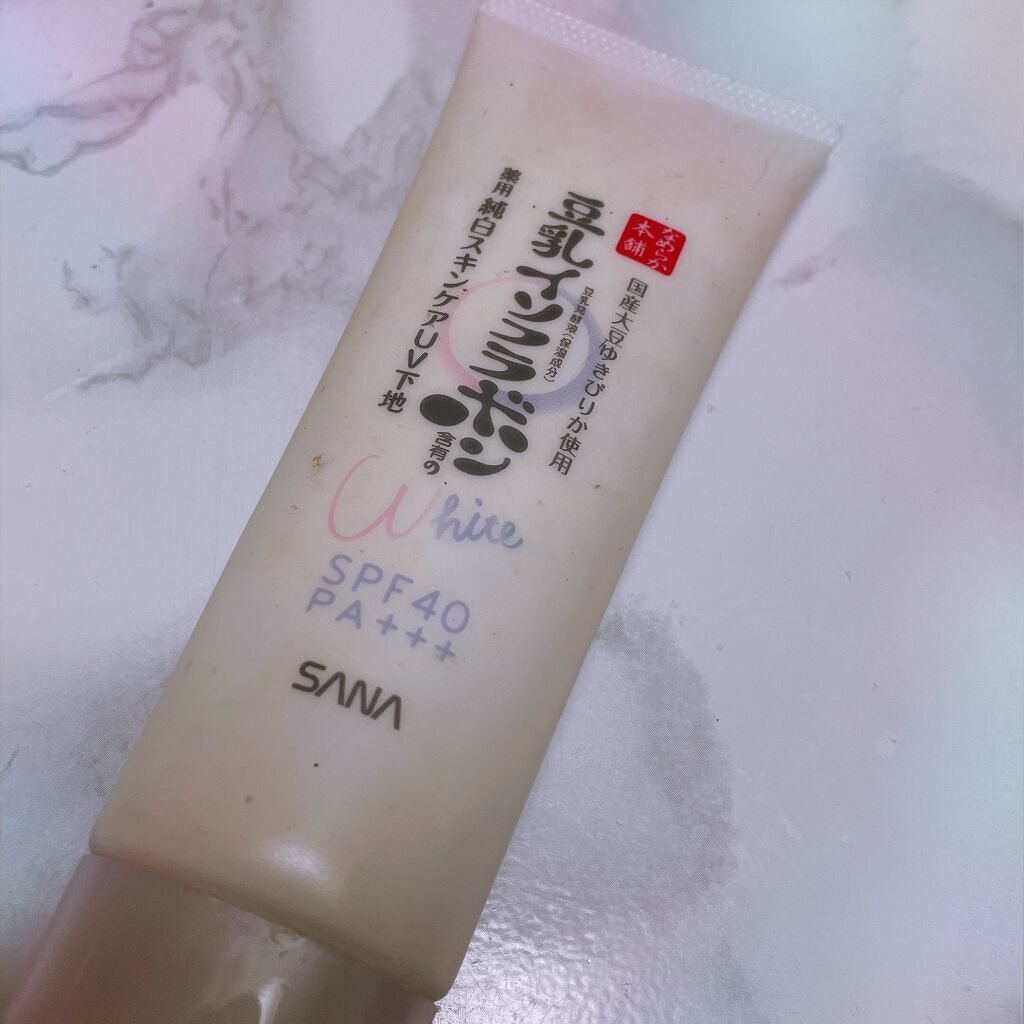 なめらか
本舗
国産大豆ゆきぴりか使用
豆乳発酵液(保湿成分)
豆乳イソフラボン
含有の
薬用 純白スキンケアUV下地
White
SPF40
PA+++
SANA